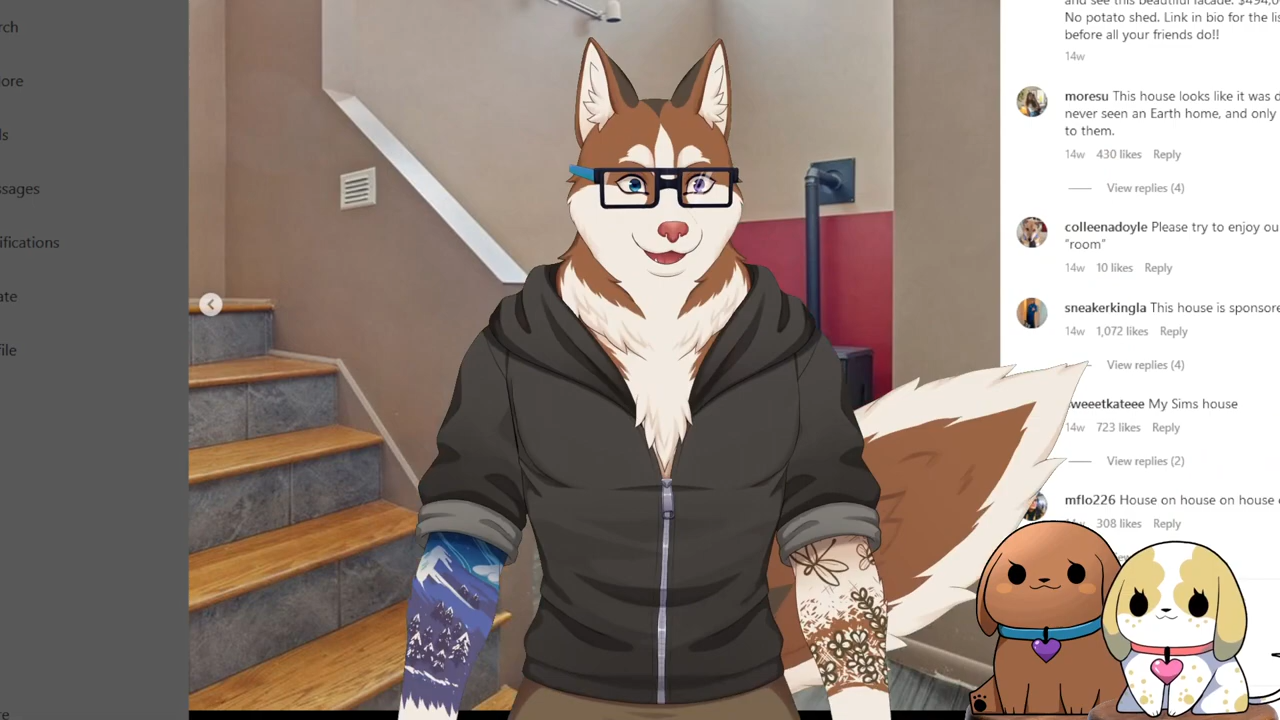 rch
ore
ls
ssages
ifications
ate
file
and see this beautiful facade. $494,0
No potato shed. Link in bio for the lis
before all your friends do!!
14w
moresu This house looks like it was d
never seen an Earth home, and only
to them.
14w 430 likes Reply
View replies (4)
colleenadoyle Please try to enjoy ou
"room"
14w 10 likes Reply
sneakerkingla This house is sponsore
14w 1,072 likes Reply
View replies (4)
weeetkateee My Sims house
14w 723 likes Reply
View replies (2)
mflo226 House on house on house
308 likes Reply
re